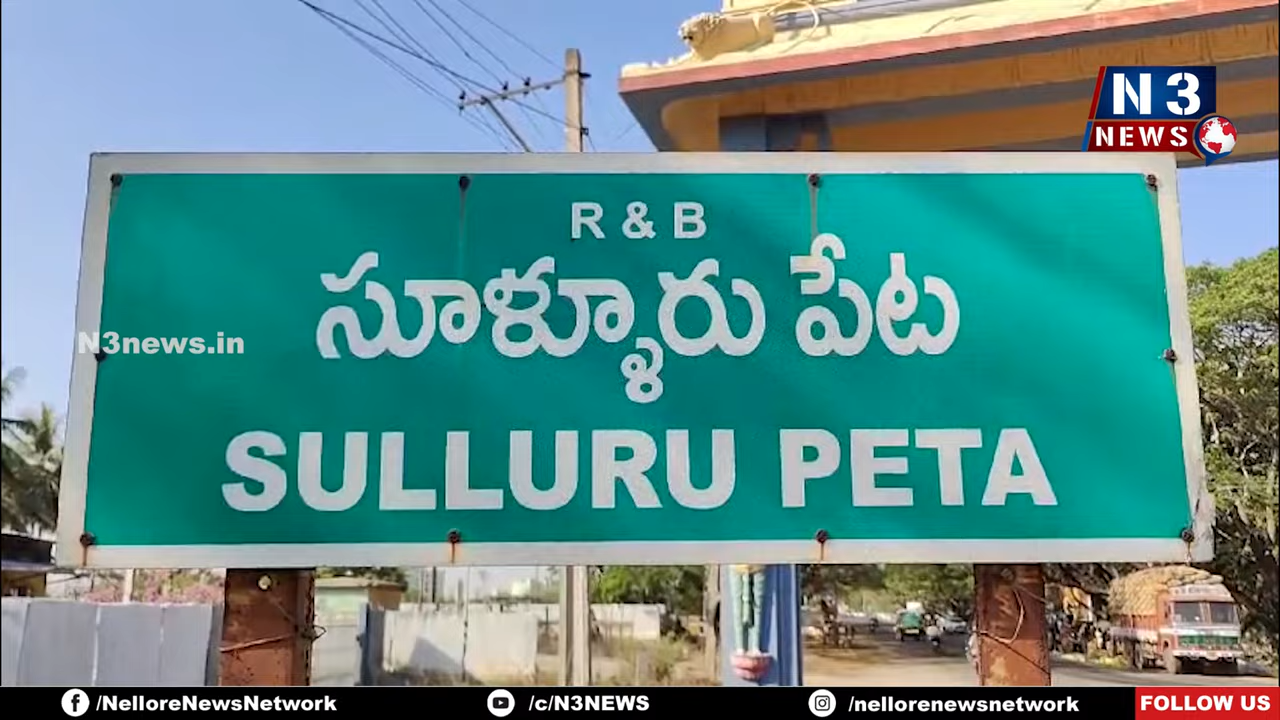 N3
NEWS
R & B
సూళ్ళూరు పేట
N3news.in
SULLURU PETA
/NelloreNewsNetwork
/c/N3NEWS
/nellorenewsnetwork
FOLLOW US